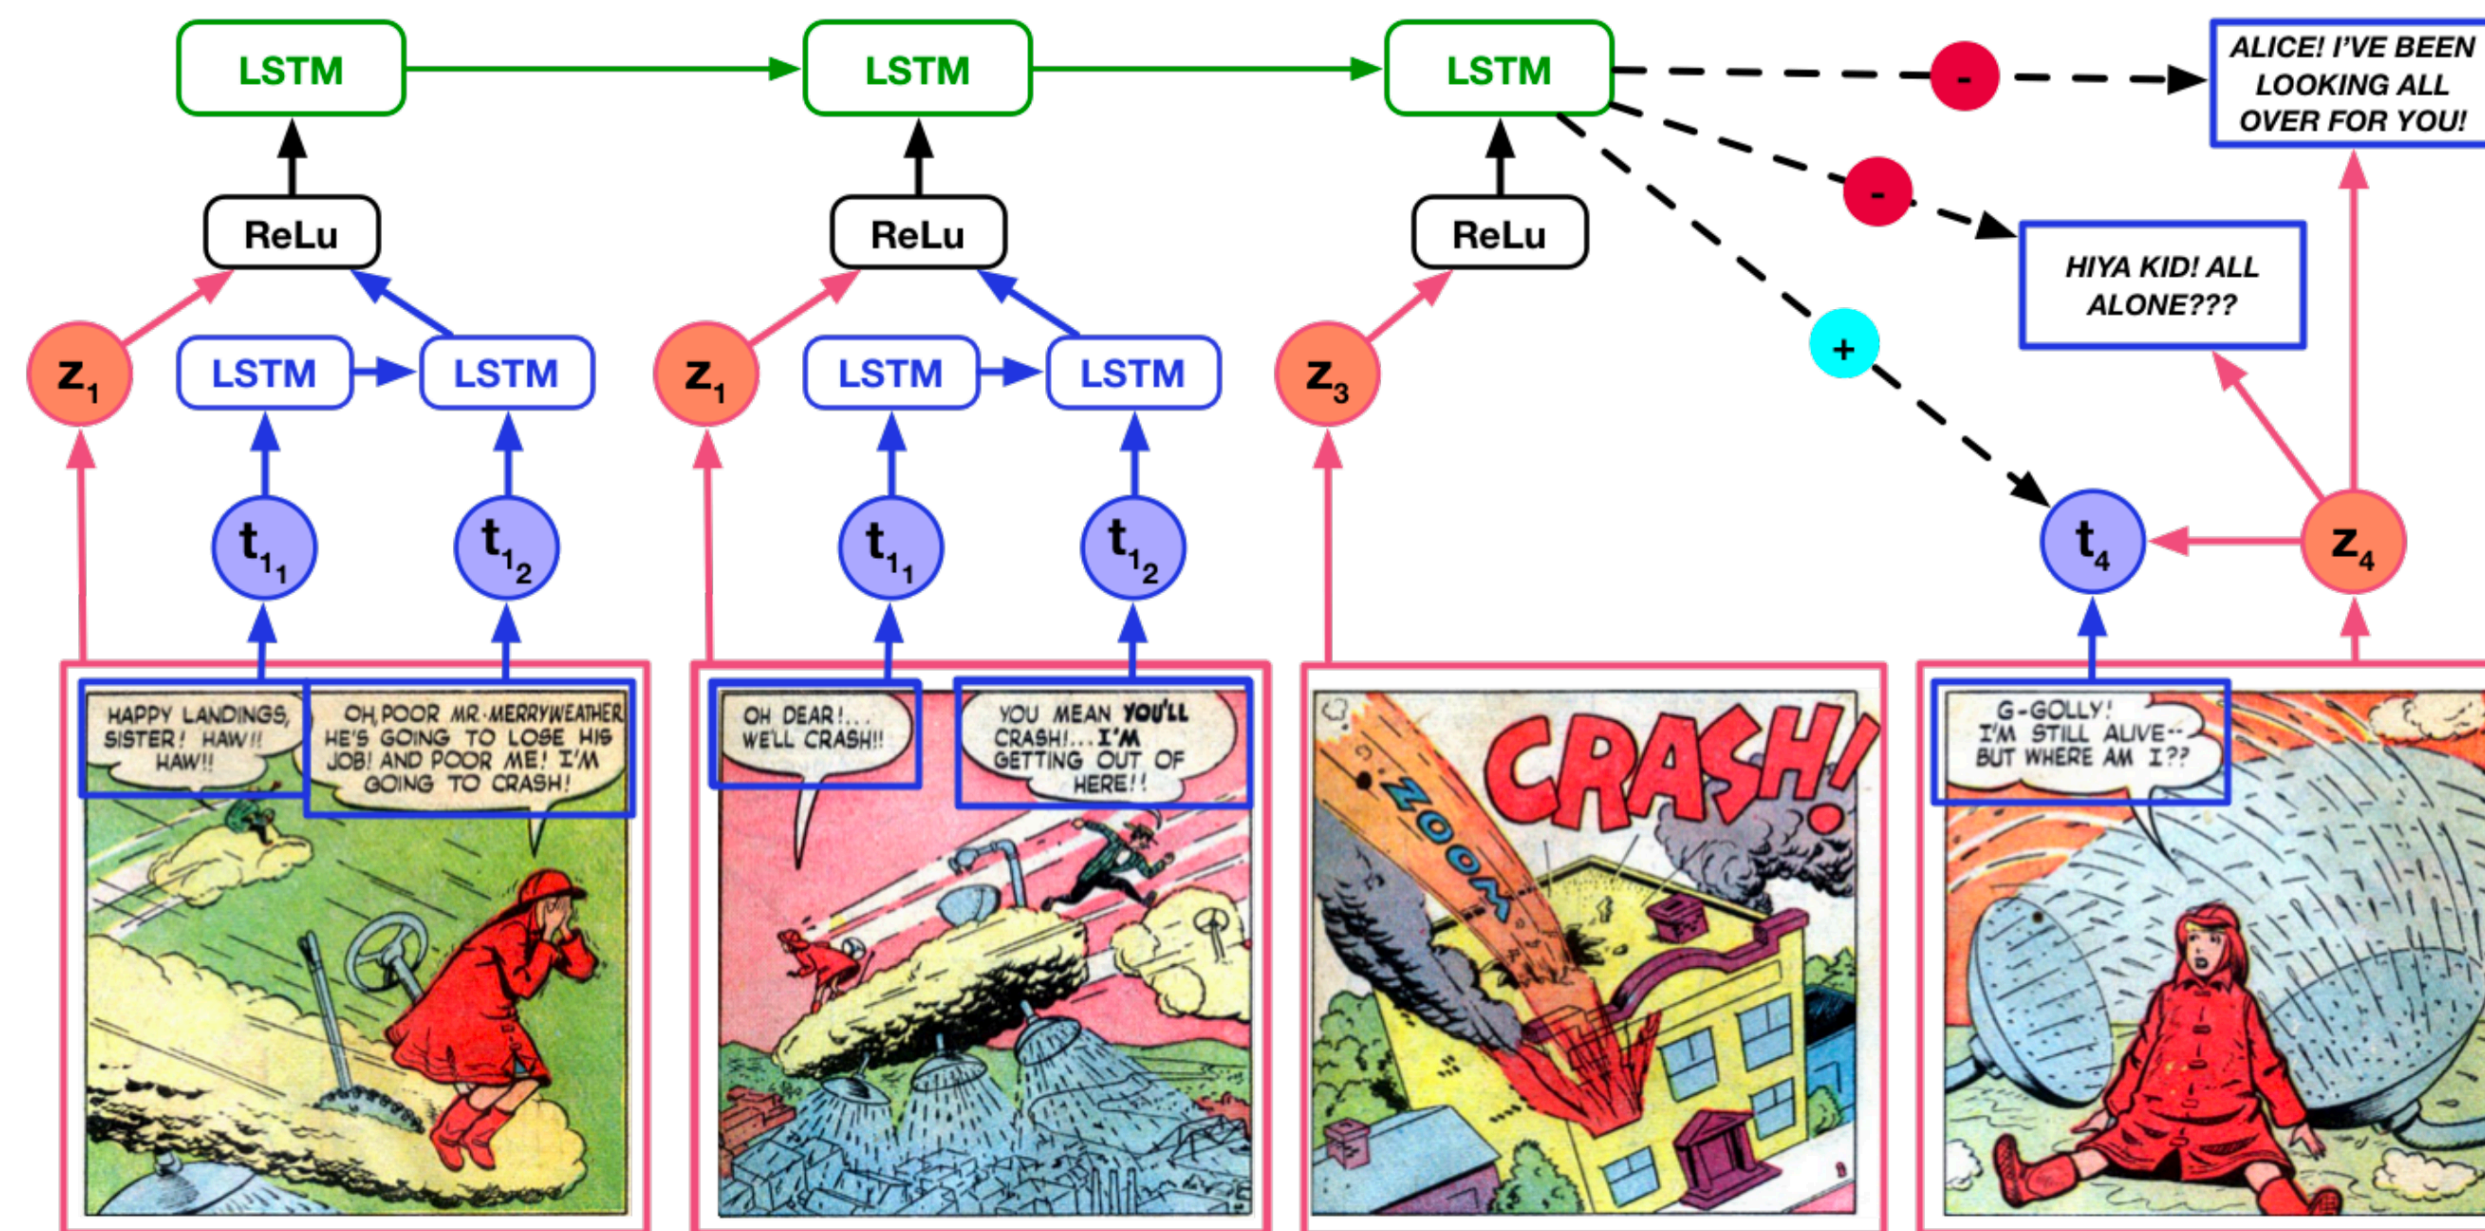 LSTM
LSTM
LSTM
-
ALICE! I'VE BEEN
LOOKING ALL
OVER FOR YOU!
-
ReLu
ReLu
ReLu
HIYA KID! ALL
ALONE???
+
z1
LSTM
LSTM
z1
LSTM
LSTM
z3
t11
t12
t11
t12
t4
z4
HAPPY LANDINGS,
SISTER! HAW!!
HAW!!
OH, POOR MR. MERRYWEATHER
HE'S GOING TO LOSE HIS
JOB! AND POOR ME! I'M
GOING TO CRASH!
OH DEAR!...
WE'LL CRASH!!
YOU MEAN YOU'LL
CRASH!... I'M
GETTING OUT OF
HERE!!
CRASH!
ZOOM
G-GOLLY!
I'M STILL ALIVE--
BUT WHERE AM I??